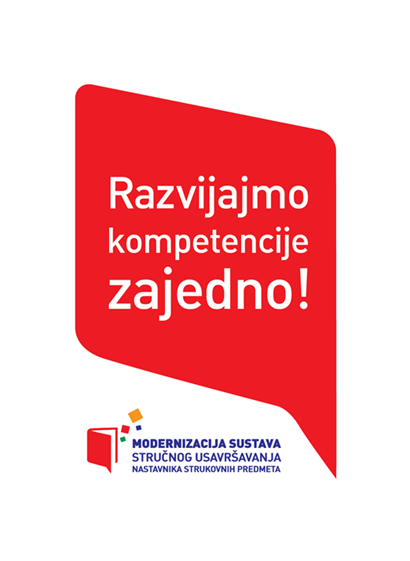 Razvijajmo
kompetencije
zajedno!
MODERNIZACIJA SUSTAVA
STRUČNOG USAVRŠAVANJA
NASTAVNIKA STRUKOVNIH PREDMETA